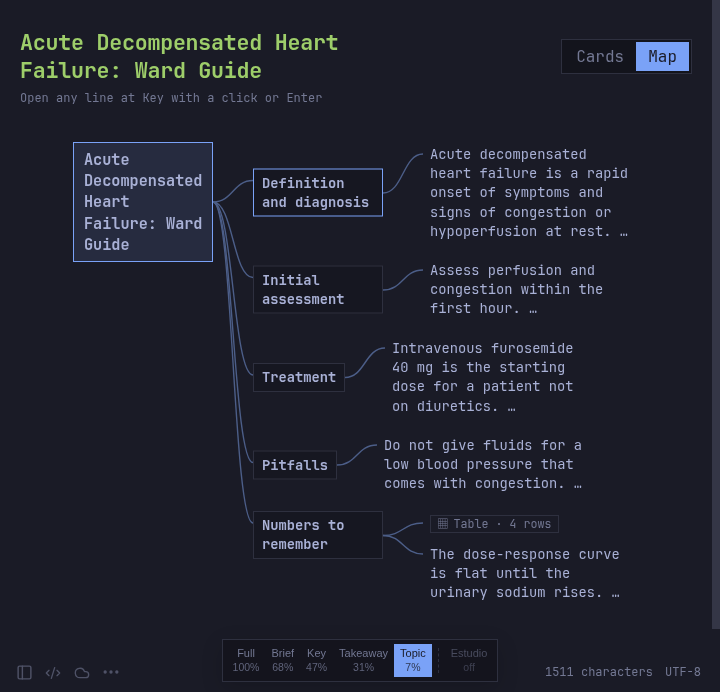 Acute Decompensated Heart
Failure: Ward Guide
Open any line at Key with a click or Enter
Cards
Map
Acute
Decompensated
Heart
Failure: Ward
Guide
Definition
and diagnosis
Acute decompensated
heart failure is a rapid
onset of symptoms and
signs of congestion or
hypoperfusion at rest. …
Initial
assessment
Assess perfusion and
congestion within the
first hour. …
Treatment
Intravenous furosemide
40 mg is the starting
dose for a patient not
on diuretics. …
Pitfalls
Do not give fluids for a
low blood pressure that
comes with congestion. …
Numbers to
remember
Table · 4 rows
The dose-response curve
is flat until the
urinary sodium rises. …
Full
100%
Brief
68%
Key
47%
Takeaway
31%
Topic
7%
Estudio
off
1511 characters
UTF-8